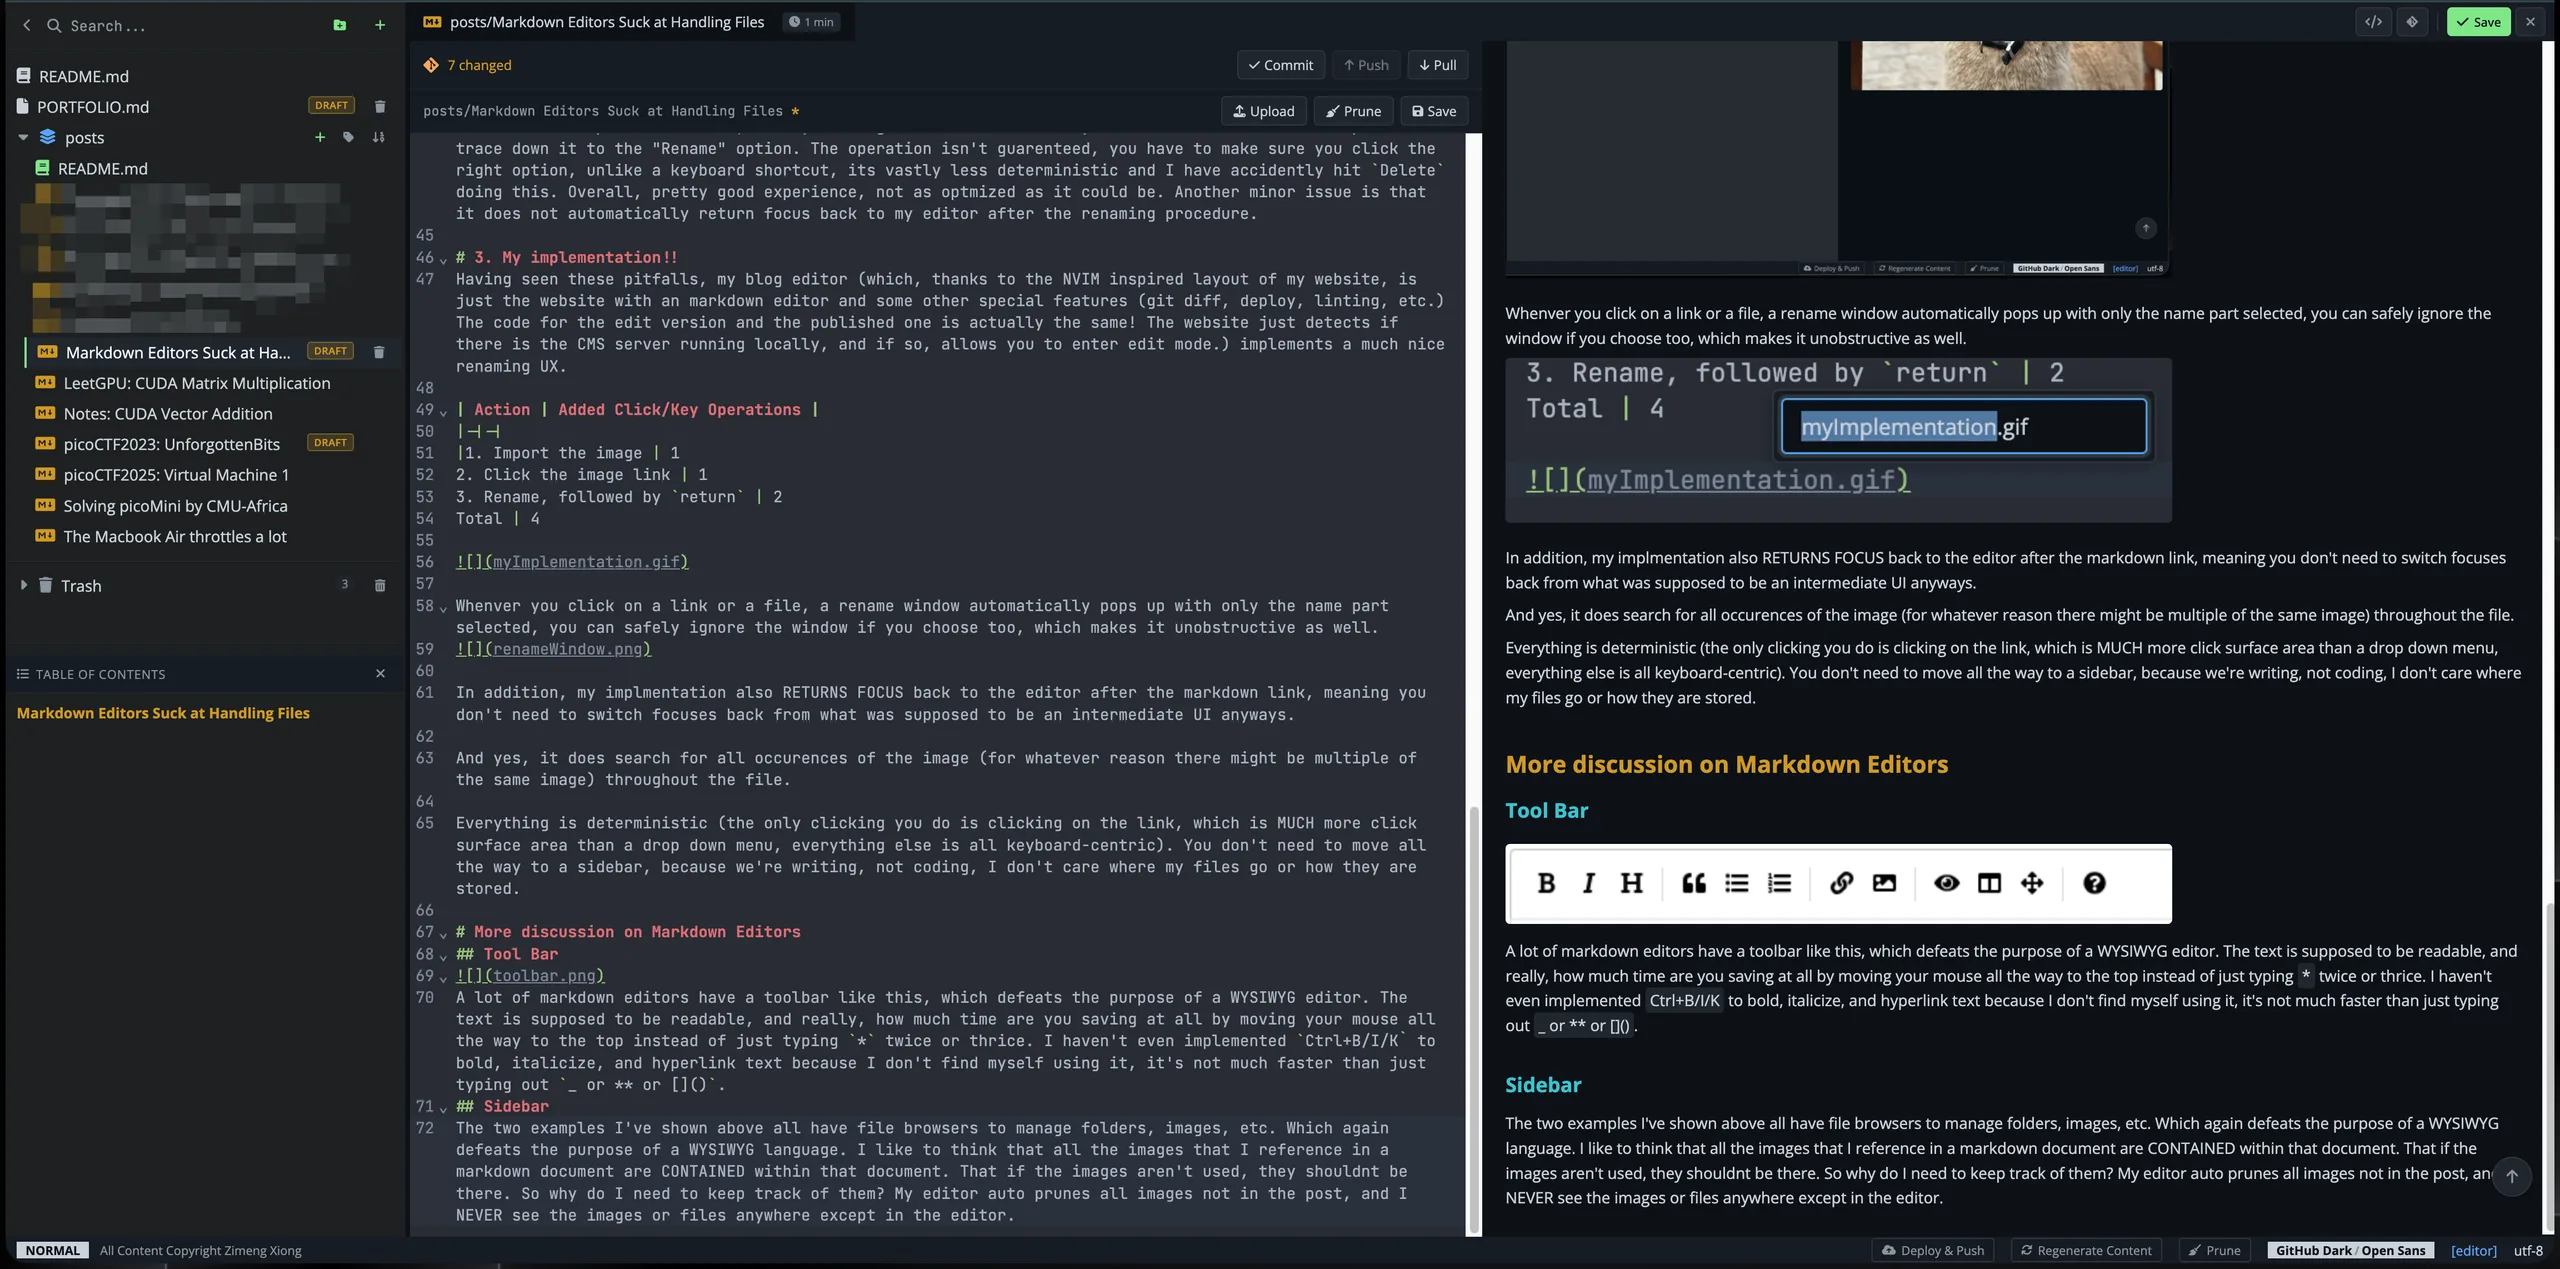 Search...
README.md
PORTFOLIO.md DRAFT
posts
README.md
Markdown Editors Suck at Ha... DRAFT
LeetGPU: CUDA Matrix Multiplication
Notes: CUDA Vector Addition
picoCTF2023: UnforgottenBits DRAFT
picoCTF2025: Virtual Machine 1
Solving picoMini by CMU-Africa
The Macbook Air throttles a lot
Trash 3
TABLE OF CONTENTS
Markdown Editors Suck at Handling Files
posts/Markdown Editors Suck at Handling Files 1 min
Save
7 changed Commit Push Pull
posts/Markdown Editors Suck at Handling Files * Upload Prune Save
trace down it to the "Rename" option. The operation isn't guarenteed, you have to make sure you click the
right option, unlike a keyboard shortcut, its vastly less deterministic and I have accidently hit `Delete`
doing this. Overall, pretty good experience, not as optmized as it could be. Another minor issue is that
it does not automatically return focus back to my editor after the renaming procedure.
45
46 # 3. My implementation!!
47 Having seen these pitfalls, my blog editor (which, thanks to the NVIM inspired layout of my website, is
just the website with an markdown editor and some other special features (git diff, deploy, linting, etc.)
The code for the edit version and the published one is actually the same! The website just detects if
there is the CMS server running locally, and if so, allows you to enter edit mode.) implements a much nice
renaming UX.
48
49 | Action | Added Click/Key Operations |
50 |-|-|
51 |1. Import the image | 1
52 2. Click the image link | 1
53 3. Rename, followed by `return` | 2
54 Total | 4
55
56 ![](myImplementation.gif)
57
58 Whenver you click on a link or a file, a rename window automatically pops up with only the name part
selected, you can safely ignore the window if you choose too, which makes it unobstructive as well.
59 ![](renameWindow.png)
60
61 In addition, my implmentation also RETURNS FOCUS back to the editor after the markdown link, meaning you
don't need to switch focuses back from what was supposed to be an intermediate UI anyways.
62
63 And yes, it does search for all occurences of the image (for whatever reason there might be multiple of
the same image) throughout the file.
64
65 Everything is deterministic (the only clicking you do is clicking on the link, which is MUCH more click
surface area than a drop down menu, everything else is all keyboard-centric). You don't need to move all
the way to a sidebar, because we're writing, not coding, I don't care where my files go or how they are
stored.
66
67 # More discussion on Markdown Editors
68 ## Tool Bar
69 ![](toolbar.png)
70 A lot of markdown editors have a toolbar like this, which defeats the purpose of a WYSIWYG editor. The
text is supposed to be readable, and really, how much time are you saving at all by moving your mouse all
the way to the top instead of just typing `*` twice or thrice. I haven't even implemented `Ctrl+B/I/K` to
bold, italicize, and hyperlink text because I don't find myself using it, it's not much faster than just
typing out `_ or ** or []()`.
71 ## Sidebar
72 The two examples I've shown above all have file browsers to manage folders, images, etc. Which again
defeats the purpose of a WYSIWYG language. I like to think that all the images that I reference in a
markdown document are CONTAINED within that document. That if the images aren't used, they shouldnt be
there. So why do I need to keep track of them? My editor auto prunes all images not in the post, and I
NEVER see the images or files anywhere except in the editor.
Deploy & Push Regenerate Content Prune GitHub Dark / Open Sans [editor] utf-8
Whenver you click on a link or a file, a rename window automatically pops up with only the name part selected, you can safely ignore the
window if you choose too, which makes it unobstructive as well.
3. Rename, followed by `return` | 2
Total | 4
myImplementation.gif
![](myImplementation.gif)
In addition, my implmentation also RETURNS FOCUS back to the editor after the markdown link, meaning you don't need to switch focuses
back from what was supposed to be an intermediate UI anyways.
And yes, it does search for all occurences of the image (for whatever reason there might be multiple of the same image) throughout the file.
Everything is deterministic (the only clicking you do is clicking on the link, which is MUCH more click surface area than a drop down menu,
everything else is all keyboard-centric). You don't need to move all the way to a sidebar, because we're writing, not coding, I don't care where
my files go or how they are stored.
More discussion on Markdown Editors
Tool Bar
B I H
A lot of markdown editors have a toolbar like this, which defeats the purpose of a WYSIWYG editor. The text is supposed to be readable, and
really, how much time are you saving at all by moving your mouse all the way to the top instead of just typing * twice or thrice. I haven't
even implemented Ctrl+B/I/K to bold, italicize, and hyperlink text because I don't find myself using it, it's not much faster than just typing
out _ or ** or []() .
Sidebar
The two examples I've shown above all have file browsers to manage folders, images, etc. Which again defeats the purpose of a WYSIWYG
language. I like to think that all the images that I reference in a markdown document are CONTAINED within that document. That if the
images aren't used, they shouldnt be there. So why do I need to keep track of them? My editor auto prunes all images not in the post, an
NEVER see the images or files anywhere except in the editor.
NORMAL All Content Copyright Zimeng Xiong
Deploy & Push Regenerate Content Prune GitHub Dark / Open Sans [editor] utf-8